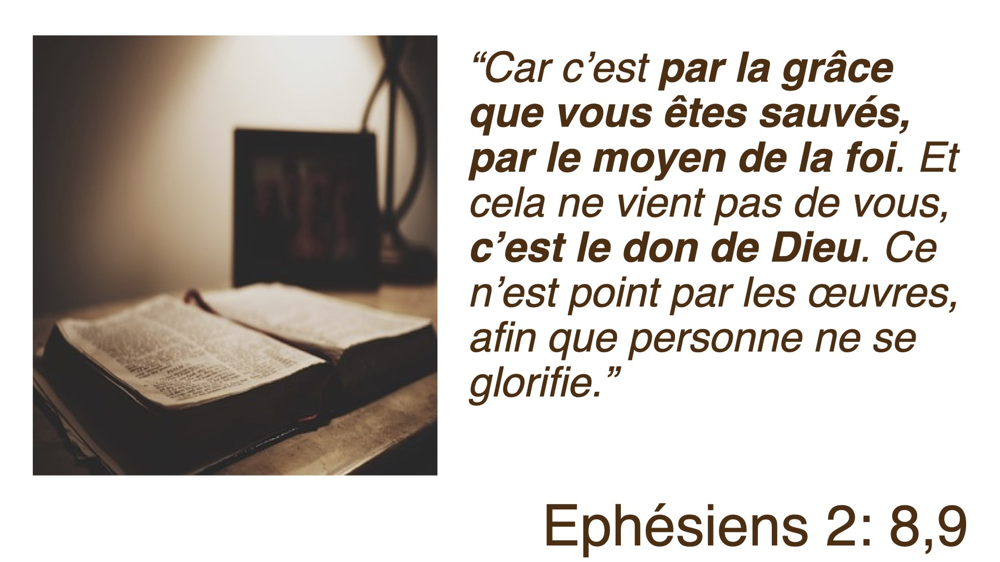 “Car c’est par la grâce
que vous êtes sauvés,
par le moyen de la foi. Et
cela ne vient pas de vous,
c’est le don de Dieu. Ce
n’est point par les œuvres,
afin que personne ne se
glorifie.”
Ephésiens 2: 8,9